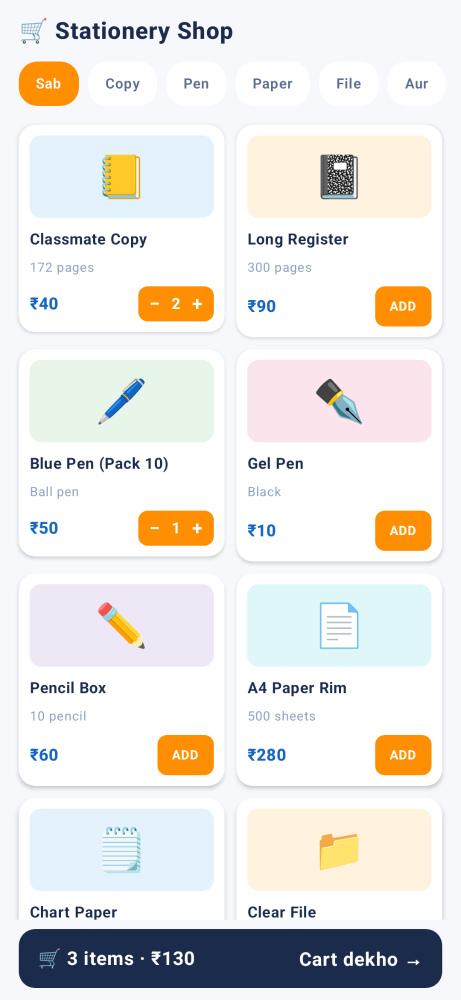 🛒 Stationery Shop
Sab Copy Pen Paper File Aur
Classmate Copy
172 pages
₹40 − 2 +
Long Register
300 pages
₹90 ADD
Blue Pen (Pack 10)
Ball pen
₹50 − 1 +
Gel Pen
Black
₹10 ADD
Pencil Box
10 pencil
₹60 ADD
A4 Paper Rim
500 sheets
₹280 ADD
Chart Paper
Clear File
🛒 3 items · ₹130 Cart dekho →